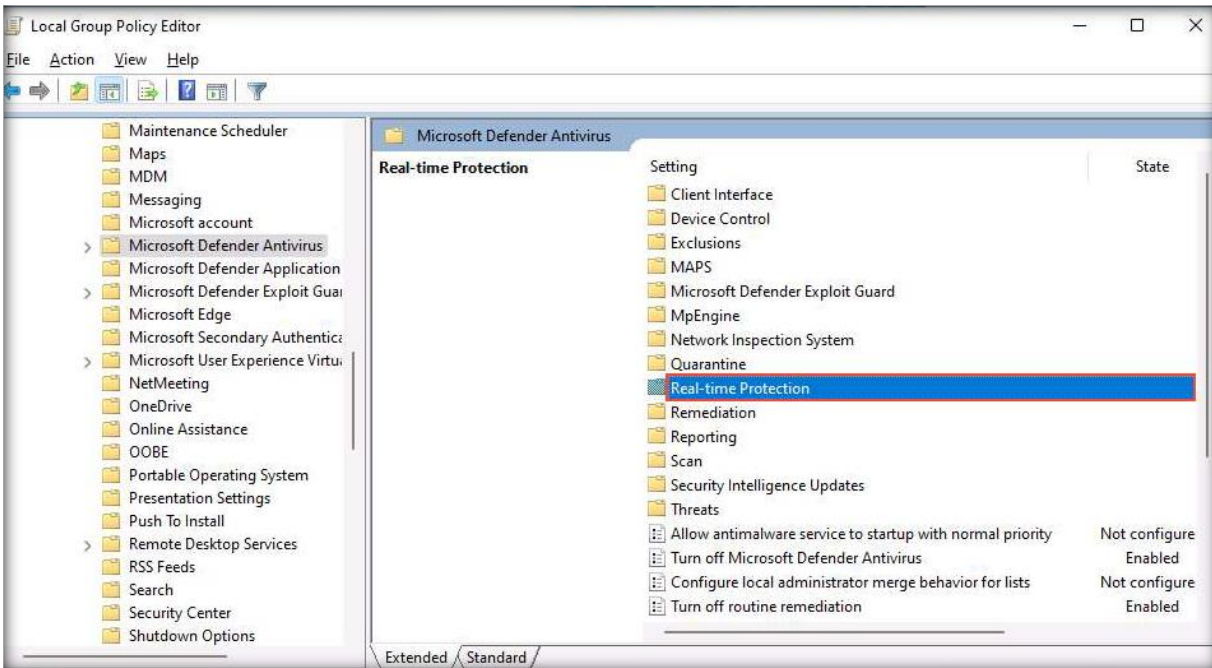 Local Group Policy Editor
File Action View Help
Maintenance Scheduler
Maps
MDM
Messaging
Microsoft account
Microsoft Defender Antivirus
Microsoft Defender Application
Microsoft Defender Exploit Guar
Microsoft Edge
Microsoft Secondary Authentica
Microsoft User Experience Virtua
NetMeeting
OneDrive
Online Assistance
OOBE
Portable Operating System
Presentation Settings
Push To Install
Remote Desktop Services
RSS Feeds
Search
Security Center
Shutdown Options
Microsoft Defender Antivirus
Real-time Protection
Setting State
Client Interface
Device Control
Exclusions
MAPS
Microsoft Defender Exploit Guard
MpEngine
Network Inspection System
Quarantine
Real-time Protection
Remediation
Reporting
Scan
Security Intelligence Updates
Threats
Allow antimalware service to startup with normal priority Not configure
Turn off Microsoft Defender Antivirus Enabled
Configure local administrator merge behavior for lists Not configure
Turn off routine remediation Enabled
Extended Standard